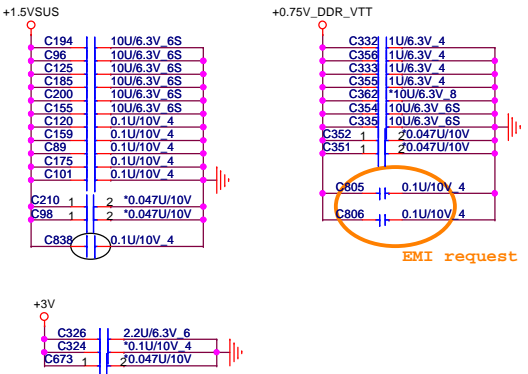 +1.5VSUS
C194 10U/6.3V_6S
C96 10U/6.3V_6S
C125 10U/6.3V_6S
C185 10U/6.3V_6S
C200 10U/6.3V_6S
C155 10U/6.3V_6S
C120 0.1U/10V_4
C159 0.1U/10V_4
C89 0.1U/10V_4
C175 0.1U/10V_4
C101 0.1U/10V_4
C210 1 2 *0.047U/10V
C98 1 2 *0.047U/10V
C838 0.1U/10V_4
+0.75V_DDR_VTT
C332 1U/6.3V_4
C356 1U/6.3V_4
C333 1U/6.3V_4
C355 1U/6.3V_4
C362 *10U/6.3V_8
C354 10U/6.3V_6S
C335 10U/6.3V_6S
C352 1 2 *0.047U/10V
C351 1 2 *0.047U/10V
C805 0.1U/10V_4
C806 0.1U/10V_4
EMI request
+3V
C326 2.2U/6.3V_6
C324 *0.1U/10V_4
C673 1 2 *0.047U/10V